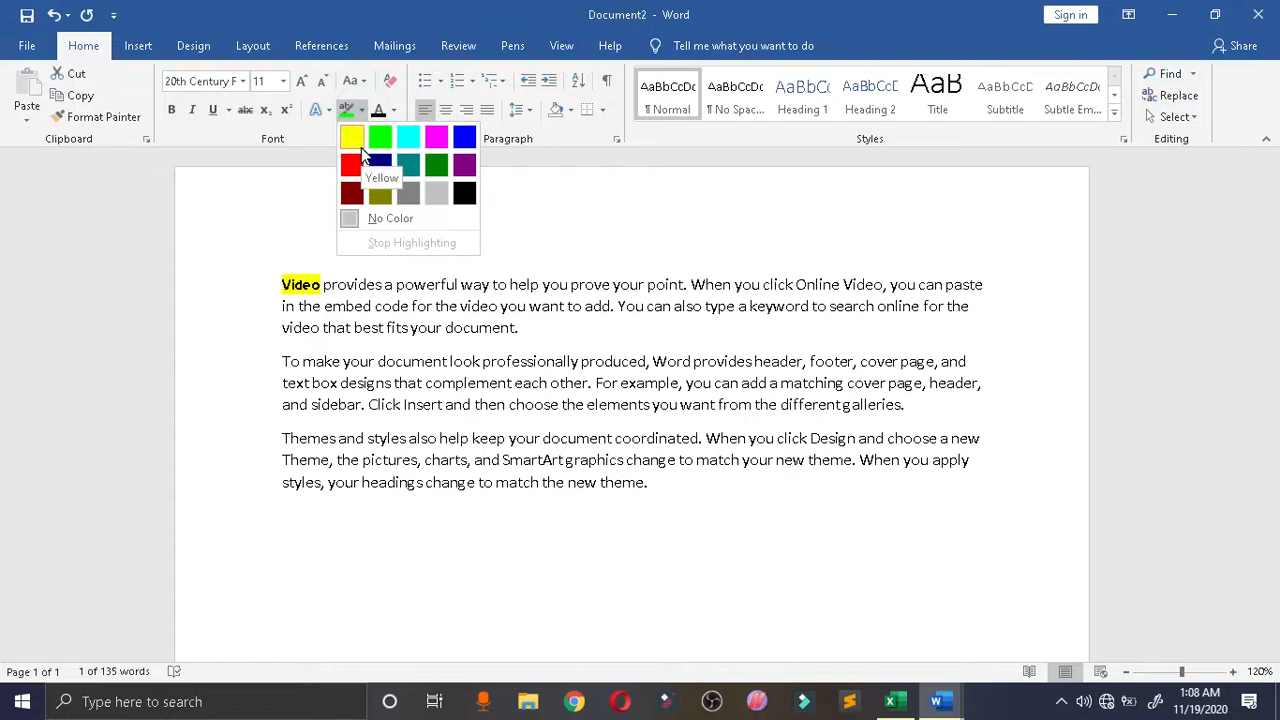 Document2 - Word
Sign in
File Home Insert Design Layout References Mailings Review Pens View Help Tell me what you want to do Share
Paste
Cut
Copy
Format Painter
Clipboard
20th Century F 11 Aa
B I U abc x₂ x² A A
Font
Paragraph
AaBbCcDc AaBbCcDc AaBbCc AaBbCcC AaB AaBbCcD AaBbCcD
¶ Normal ¶ No Spac... Heading 1 Heading 2 Title Subtitle Subtle Em...
Styles
Find
Replace
Select
Editing
Yellow
No Color
Stop Highlighting
Video provides a powerful way to help you prove your point. When you click Online Video, you can paste
in the embed code for the video you want to add. You can also type a keyword to search online for the
video that best fits your document.
To make your document look professionally produced, Word provides header, footer, cover page, and
text box designs that complement each other. For example, you can add a matching cover page, header,
and sidebar. Click Insert and then choose the elements you want from the different galleries.
Themes and styles also help keep your document coordinated. When you click Design and choose a new
Theme, the pictures, charts, and SmartArt graphics change to match your new theme. When you apply
styles, your headings change to match the new theme.
Page 1 of 1 1 of 135 words 120%
Type here to search
1:08 AM
11/19/2020